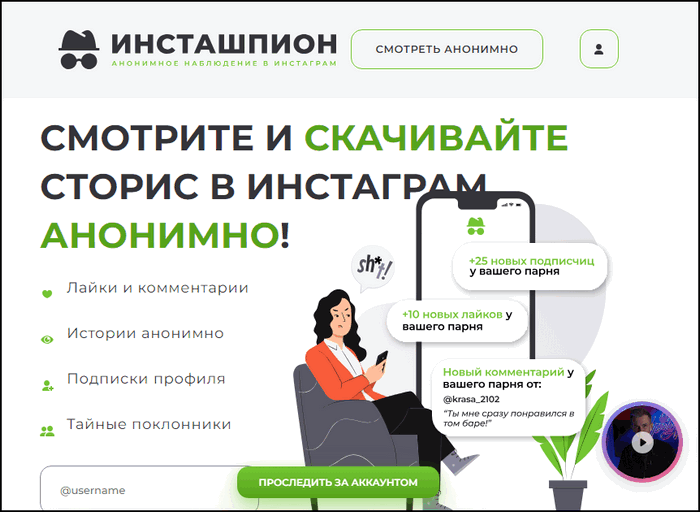 ИНСТАШПИОН
АНОНИМНОЕ НАБЛЮДЕНИЕ В ИНСТАГРАМ
СМОТРЕТЬ АНОНИМНО
СМОТРИТЕ И СКАЧИВАЙТЕ
СТОРИС В ИНСТАГРАМ
АНОНИМНО!
Лайки и комментарии
Истории анонимно
Подписки профиля
Тайные поклонники
@username
ПРОСЛЕДИТЬ ЗА АККАУНТОМ
sh*t!
+25 новых подписчиц
у вашего парня
+10 новых лайков у
вашего парня
Новый комментарий у
вашего парня от:
@krasa_2102
“Ты мне сразу понравился в
том баре!”